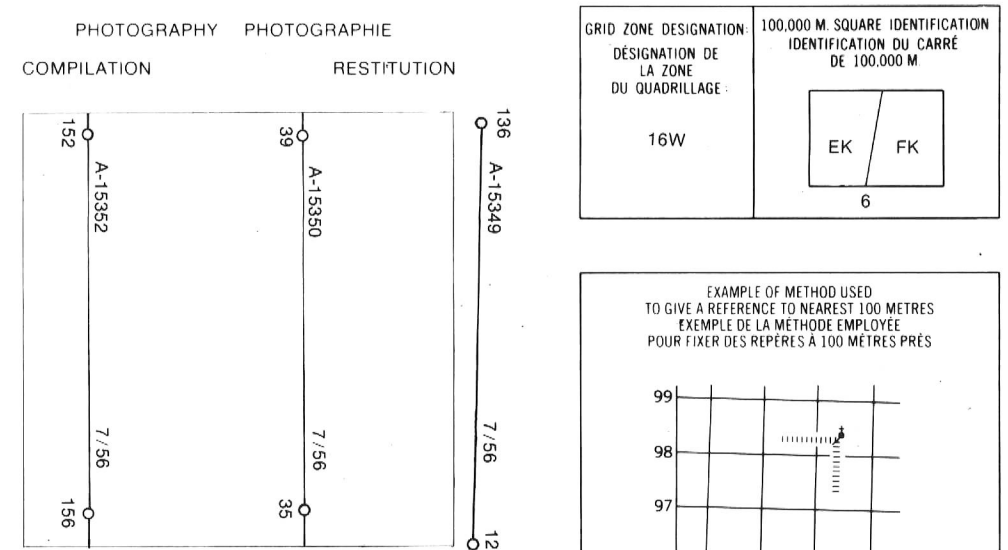 PHOTOGRAPHY PHOTOGRAPHIE
COMPILATION RESTITUTION
152
A-15352
7/56
156
39
A-15350
7/56
35
136
A-15349
7/56
12
GRID ZONE DESIGNATION:
DÉSIGNATION DE
LA ZONE
DU QUADRILLAGE :
16W
100,000 M. SQUARE IDENTIFICATION
IDENTIFICATION DU CARRÉ
DE 100,000 M
EK
FK
6
EXAMPLE OF METHOD USED
TO GIVE A REFERENCE TO NEAREST 100 METRES
EXEMPLE DE LA MÉTHODE EMPLOYÉE
POUR FIXER DES REPÈRES À 100 MÈTRES PRÈS
99
98
97